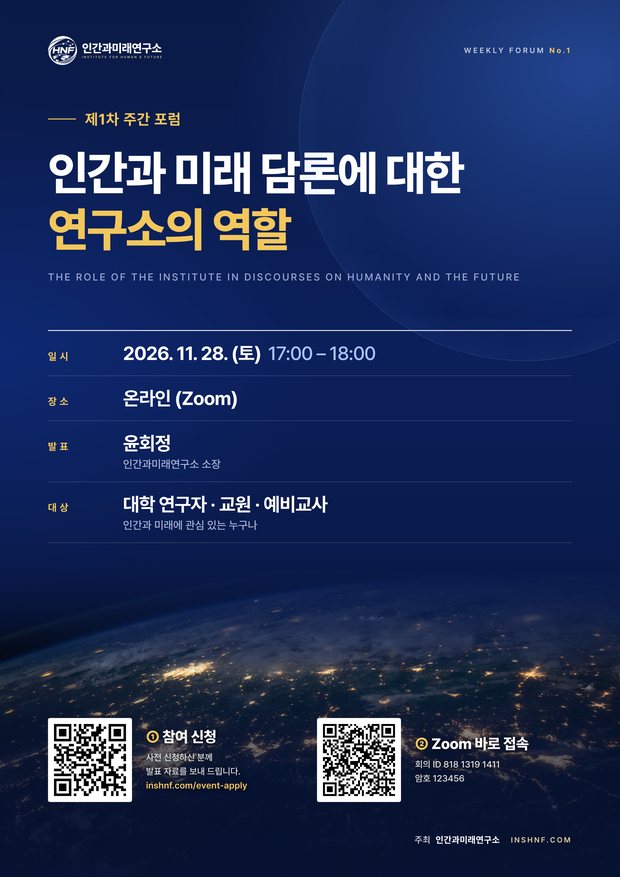 HNF 인간과미래연구소
INSTITUTE FOR HUMAN & FUTURE
WEEKLY FORUM No.1
제1차 주간 포럼
인간과 미래 담론에 대한
연구소의 역할
THE ROLE OF THE INSTITUTE IN DISCOURSES ON HUMANITY AND THE FUTURE
일시 2026. 11. 28. (토) 17:00 – 18:00
장소 온라인 (Zoom)
발표 윤회정
인간과미래연구소 소장
대상 대학 연구자 · 교원 · 예비교사
인간과 미래에 관심 있는 누구나
① 참여 신청
사전 신청하신 분께
발표 자료를 보내 드립니다.
inshnf.com/event-apply
② Zoom 바로 접속
회의 ID 818 1319 1411
암호 123456
주최 인간과미래연구소 INSHNF.COM